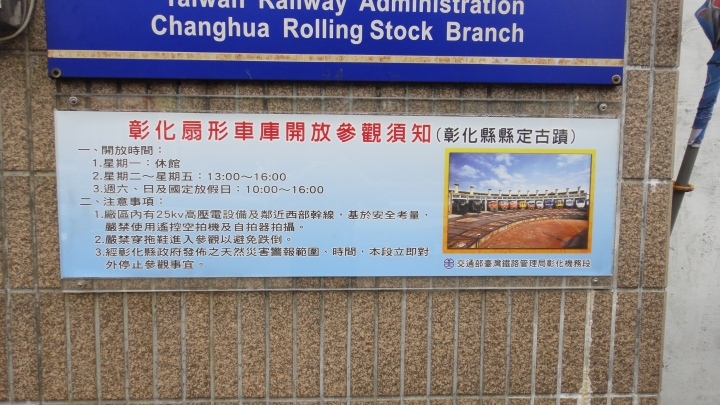 Taiwan Railway Administration
Changhua Rolling Stock Branch
彰化扇形車庫開放參觀須知(彰化縣縣定古蹟)
一、開放時間：
1.星期一：休館
2.星期二～星期五：13:00～16:00
3.週六、日及國定放假日：10:00～16:00
二、注意事項：
1.廠區內有25kv高壓電設備及鄰近西部幹線，基於安全考量，
嚴禁使用遙控空拍機及自拍器拍攝。
2.嚴禁穿拖鞋進入參觀以避免跌倒。
3.經彰化縣政府發佈之天然災害警報範圍、時間，本段立即對
外停止參觀事宜。
交通部臺灣鐵路管理局彰化機務段